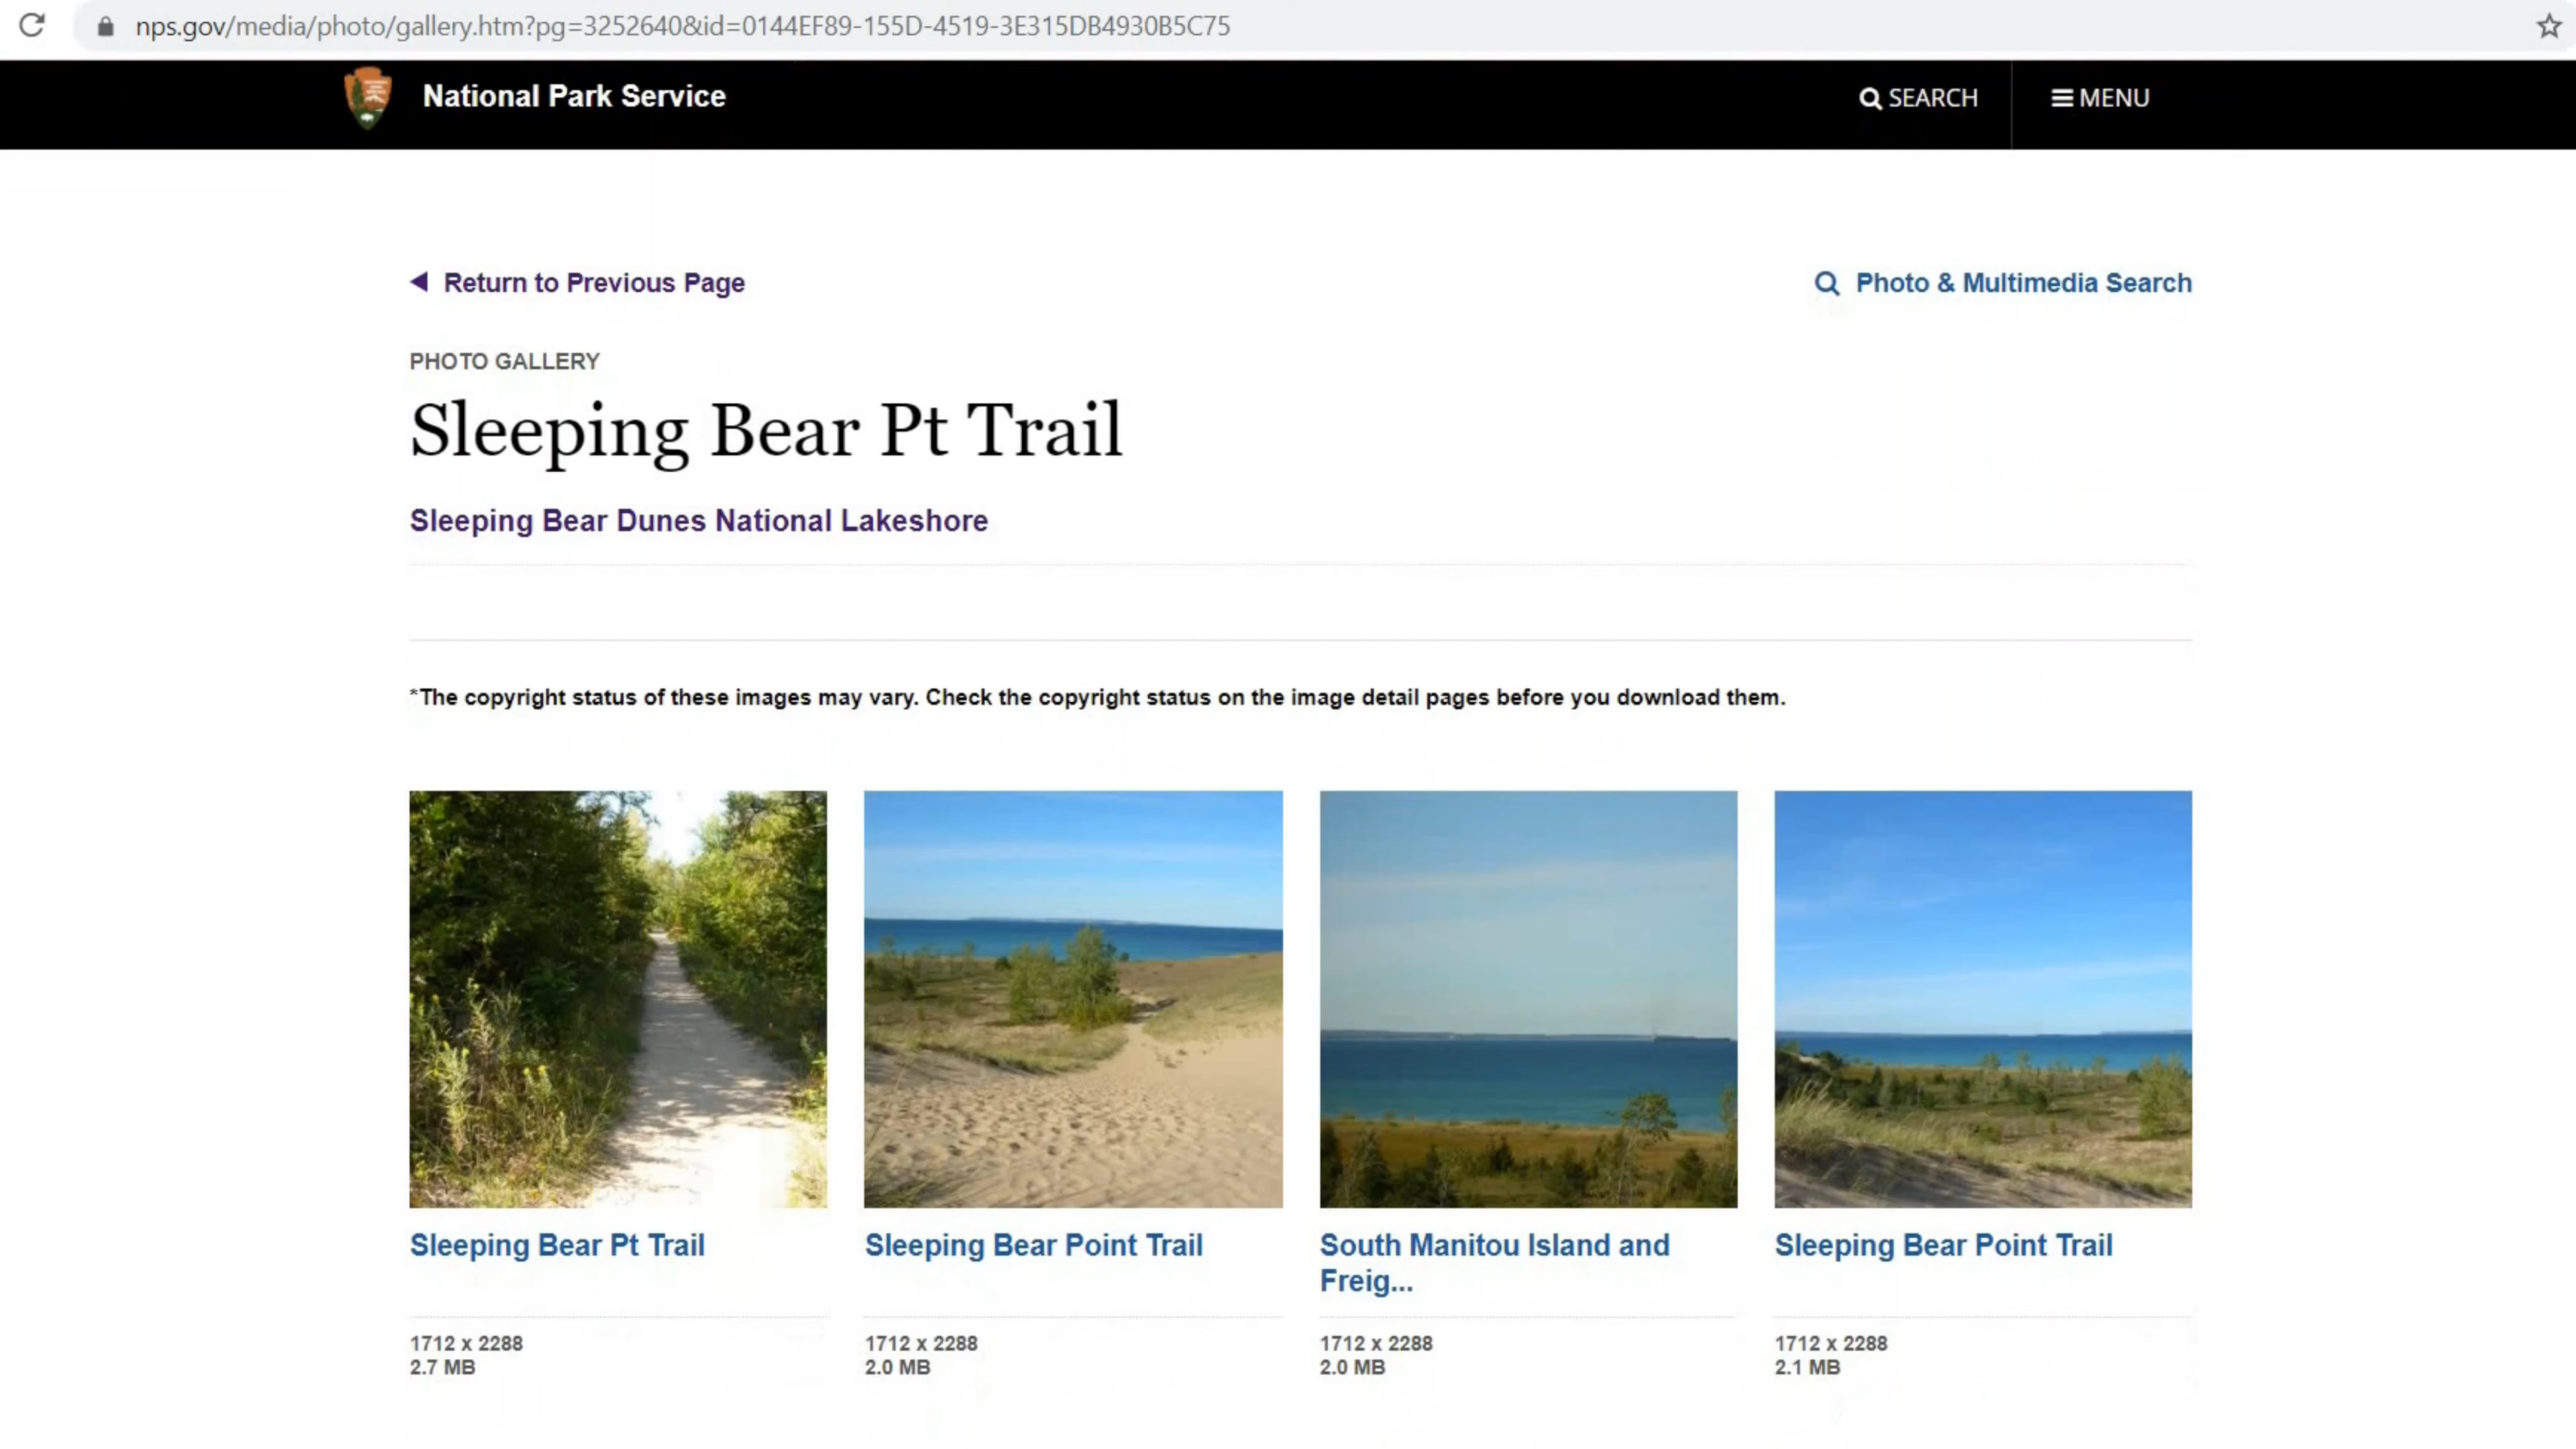 nps.gov/media/photo/gallery.htm?pg=3252640&id=0144EF89-155D-4519-3E315DB4930B5C75
National Park Service
SEARCH
MENU
Return to Previous Page
Photo & Multimedia Search
PHOTO GALLERY
Sleeping Bear Pt Trail
Sleeping Bear Dunes National Lakeshore
*The copyright status of these images may vary. Check the copyright status on the image detail pages before you download them.
Sleeping Bear Pt Trail
1712 x 2288
2.7 MB
Sleeping Bear Point Trail
1712 x 2288
2.0 MB
South Manitou Island and
Freig...
1712 x 2288
2.0 MB
Sleeping Bear Point Trail
1712 x 2288
2.1 MB